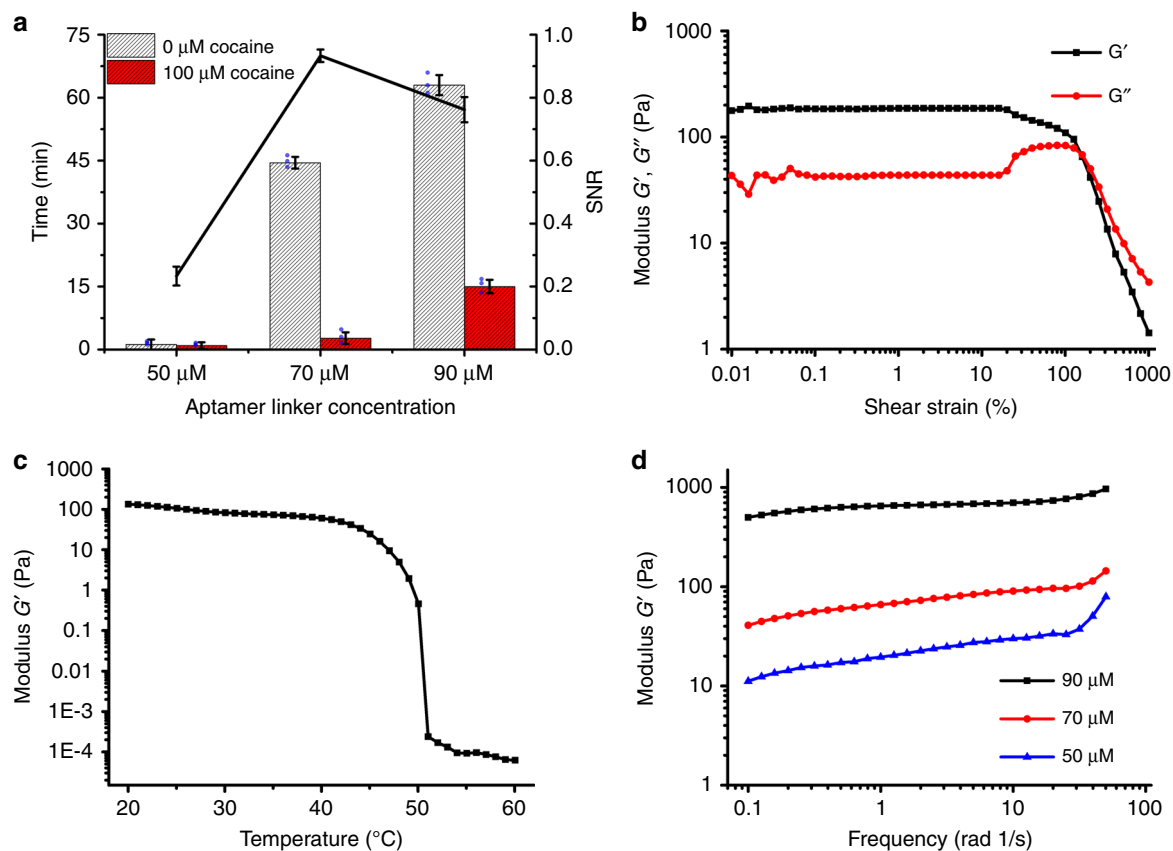 a
75
60
45
30
15
0
Time (min)
0 μM cocaine
100 μM cocaine
1.0
0.8
0.6
0.4
0.2
0.0
SNR
50 μM
70 μM
90 μM
Aptamer linker concentration
b
1000
100
10
1
Modulus G′, G″ (Pa)
G′
G″
0.01
0.1
1
10
100
1000
Shear strain (%)
c
1000
100
10
1
0.1
0.01
1E–3
1E–4
Modulus G′ (Pa)
20
30
40
50
60
Temperature (°C)
d
1000
100
10
1
Modulus G′ (Pa)
90 μM
70 μM
50 μM
0.1
1
10
100
Frequency (rad 1/s)